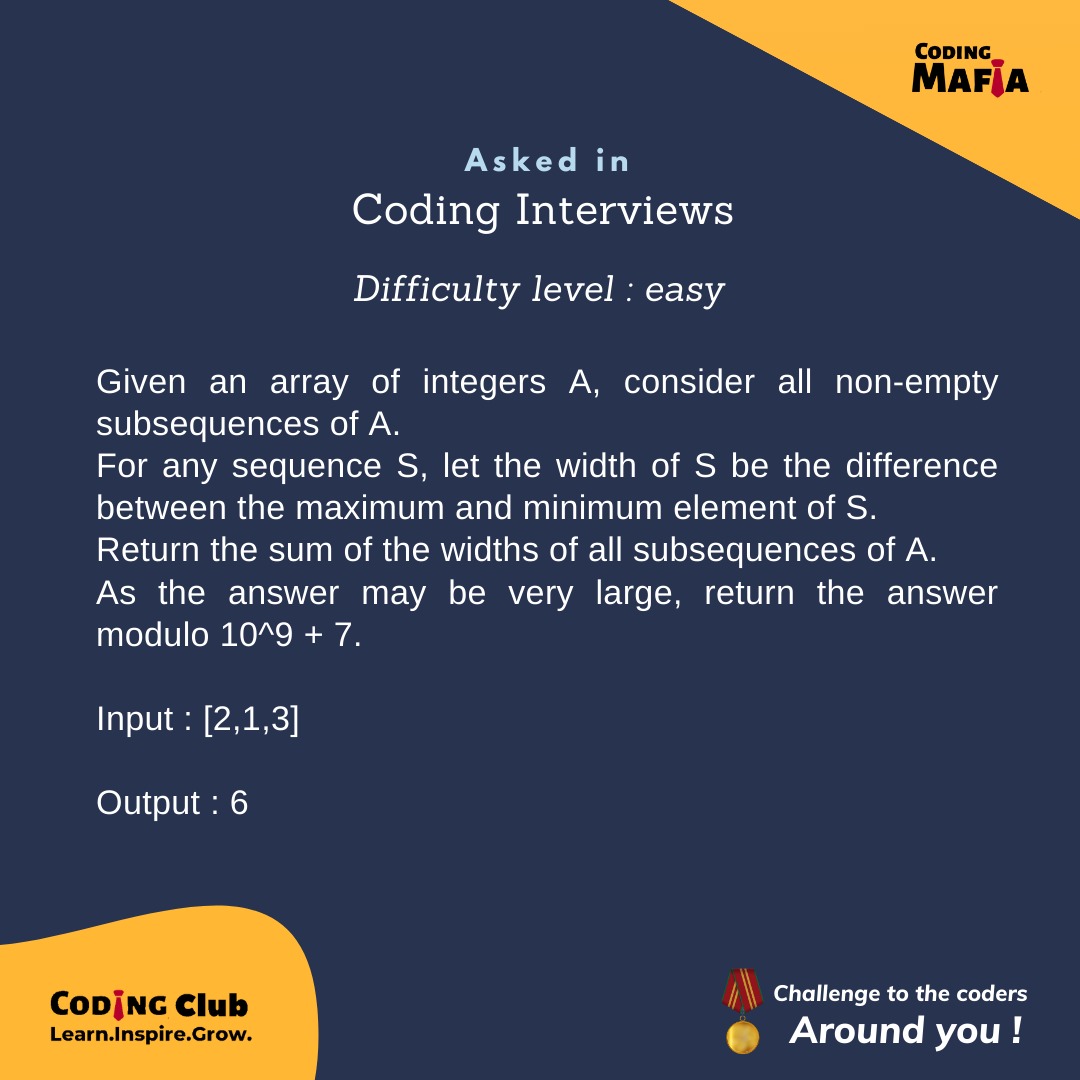 CODING
MAFIA
Asked in
Coding Interviews
Difficulty level : easy
Given an array of integers A, consider all non-empty
subsequences of A.
For any sequence S, let the width of S be the difference
between the maximum and minimum element of S.
Return the sum of the widths of all subsequences of A.
As the answer may be very large, return the answer
modulo 10^9 + 7.
Input : [2,1,3]
Output : 6
CODING Club
Learn.Inspire.Grow.
Challenge to the coders
Around you !